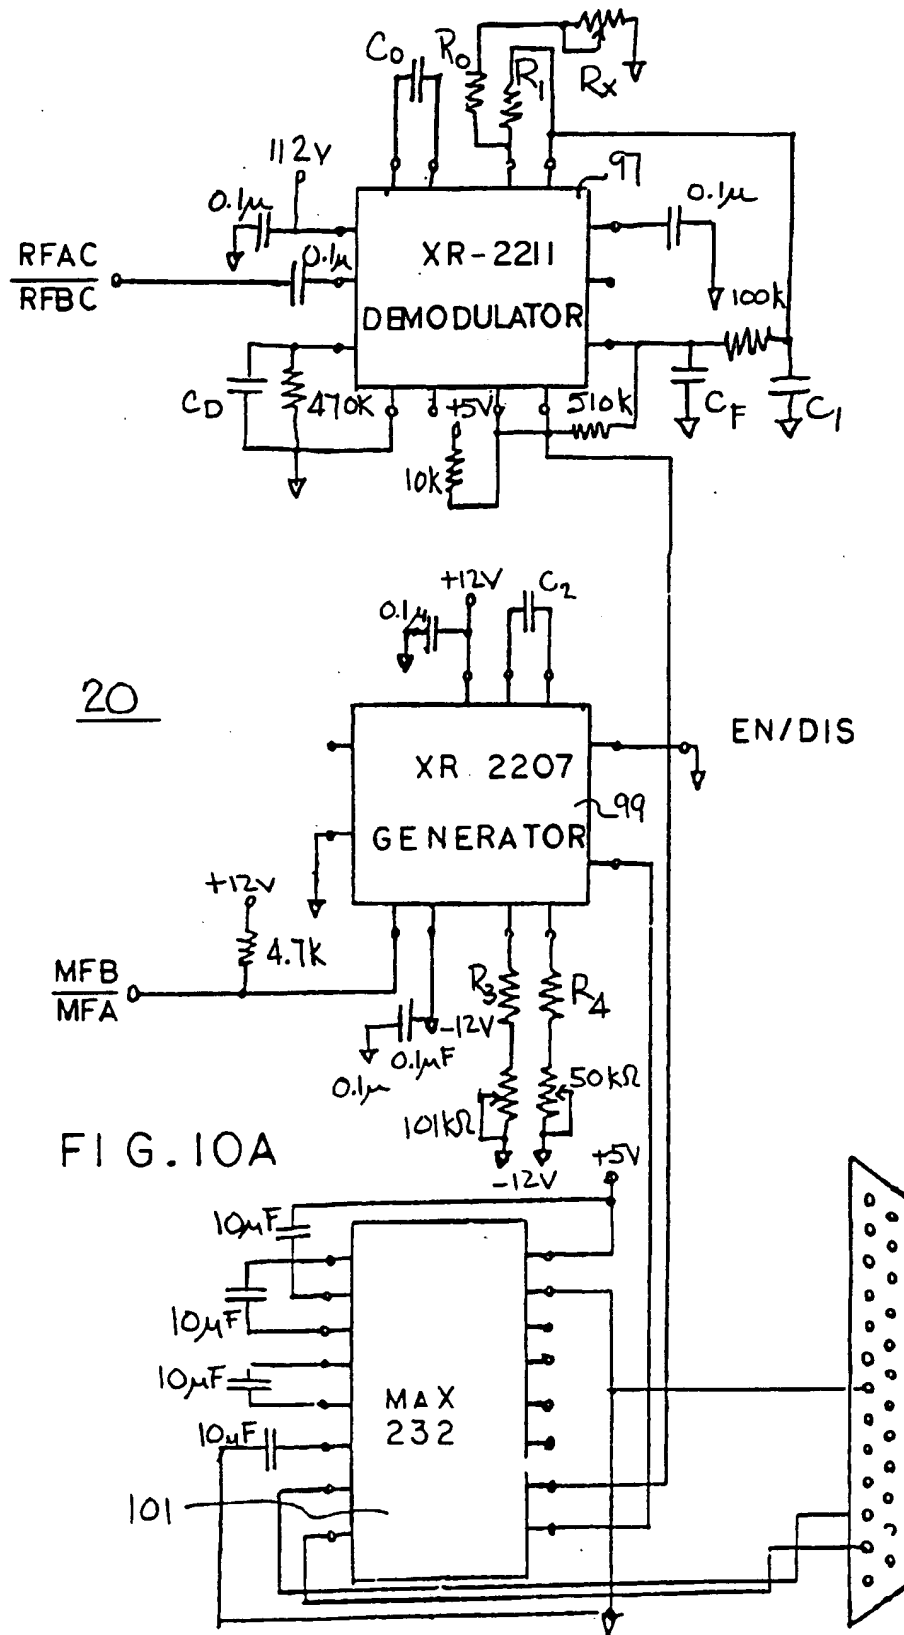 C0
R0
R1
Rx
112V
97
0.1μ
0.1μ
XR-2211
RFAC
RFBC
0.1μ
DEMODULATOR
100k
CD
470K
+5V
510k
CF
C1
10k
+12V
C2
0.1μ
20
EN/DIS
XR 2207
99
GENERATOR
+12V
4.7k
MFB
MFA
R3
R4
-12V
0.1μF
0.1μ
50kΩ
101kΩ
FIG.10A
-12V
+5V
10μF
10μF
10μF
MAX
232
10μF
101